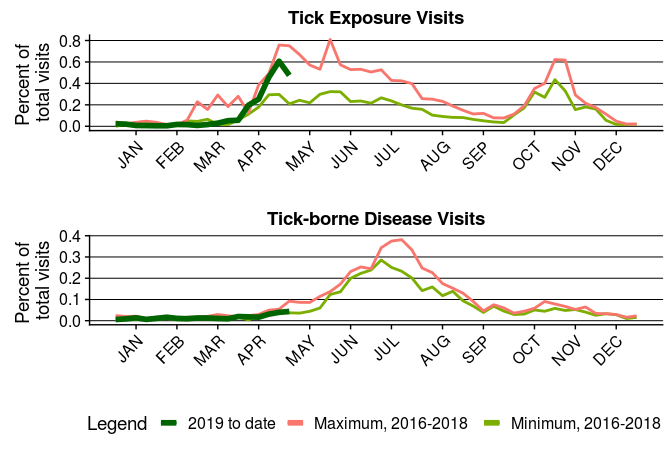 Tick Exposure Visits
Percent of
total visits
0.8
0.6
0.4
0.2
0.0
JAN FEB MAR APR MAY JUN JUL AUG SEP OCT NOV DEC
Tick-borne Disease Visits
Percent of
total visits
0.4
0.3
0.2
0.1
0.0
JAN FEB MAR APR MAY JUN JUL AUG SEP OCT NOV DEC
Legend 2019 to date Maximum, 2016-2018 Minimum, 2016-2018